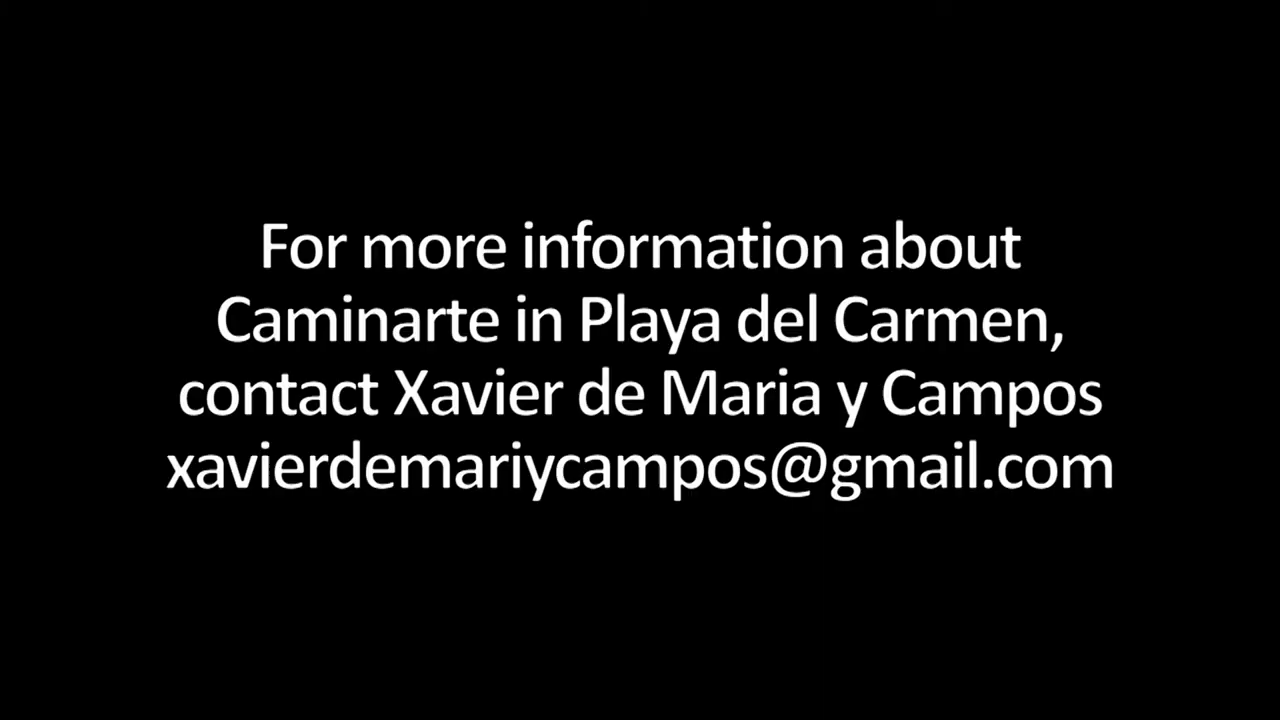 For more information about
Caminarte in Playa del Carmen,
contact Xavier de Maria y Campos
xavierdemariycampos@gmail.com